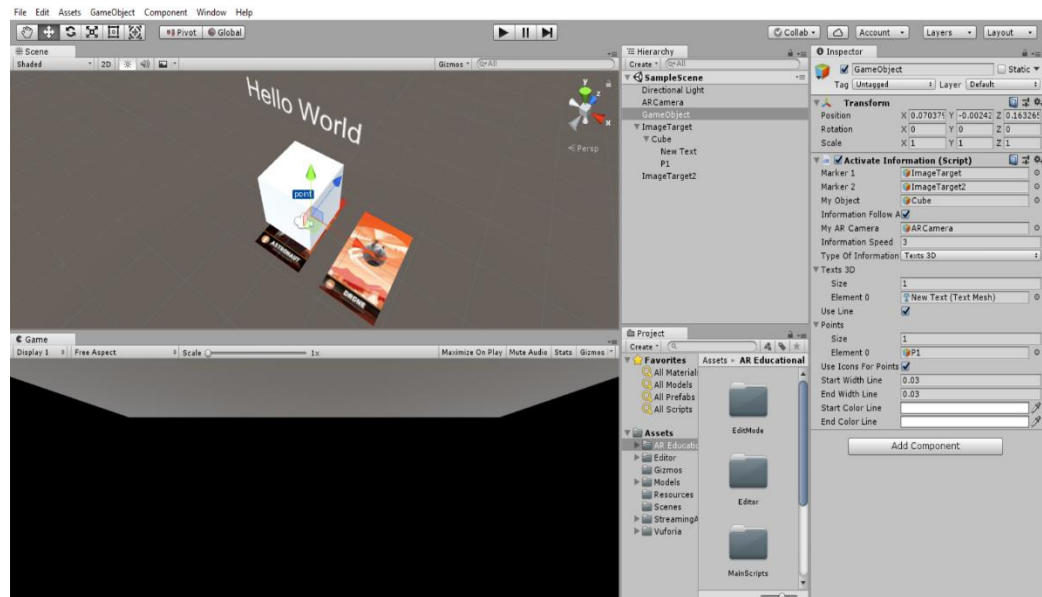 File Edit Assets GameObject Component Window Help
Pivot Global
Collab Account Layers Layout
Scene
Shaded 2D Gizmos All
Hello World
y
z
x
Persp
point
ASTRONAUT
DRONE
Game
Display 1 Free Aspect Scale 1x Maximize On Play Mute Audio Stats Gizmos
Hierarchy
Create All
SampleScene
Directional Light
ARCamera
GameObject
ImageTarget
Cube
New Text
P1
ImageTarget2
Project
Create
Favorites
All Materials
All Models
All Prefabs
All Scripts
Assets
AR Educatio
Editor
Gizmos
Models
Resources
Scenes
StreamingA
Vuforia
Assets AR Educational
EditMode
Editor
MainScripts
Inspector
GameObject Static
Tag Untagged Layer Default
Transform
Position X 0.070379 Y -0.00242 Z 0.163265
Rotation X 0 Y 0 Z 0
Scale X 1 Y 1 Z 1
Activate Information (Script)
Marker 1 ImageTarget
Marker 2 ImageTarget2
My Object Cube
Information Follow A
My AR Camera ARCamera
Information Speed 3
Type Of Information Texts 3D
Texts 3D
Size 1
Element 0 New Text (Text Mesh)
Use Line
Points
Size 1
Element 0 P1
Use Icons For Points
Start Width Line 0.03
End Width Line 0.03
Start Color Line
End Color Line
Add Component